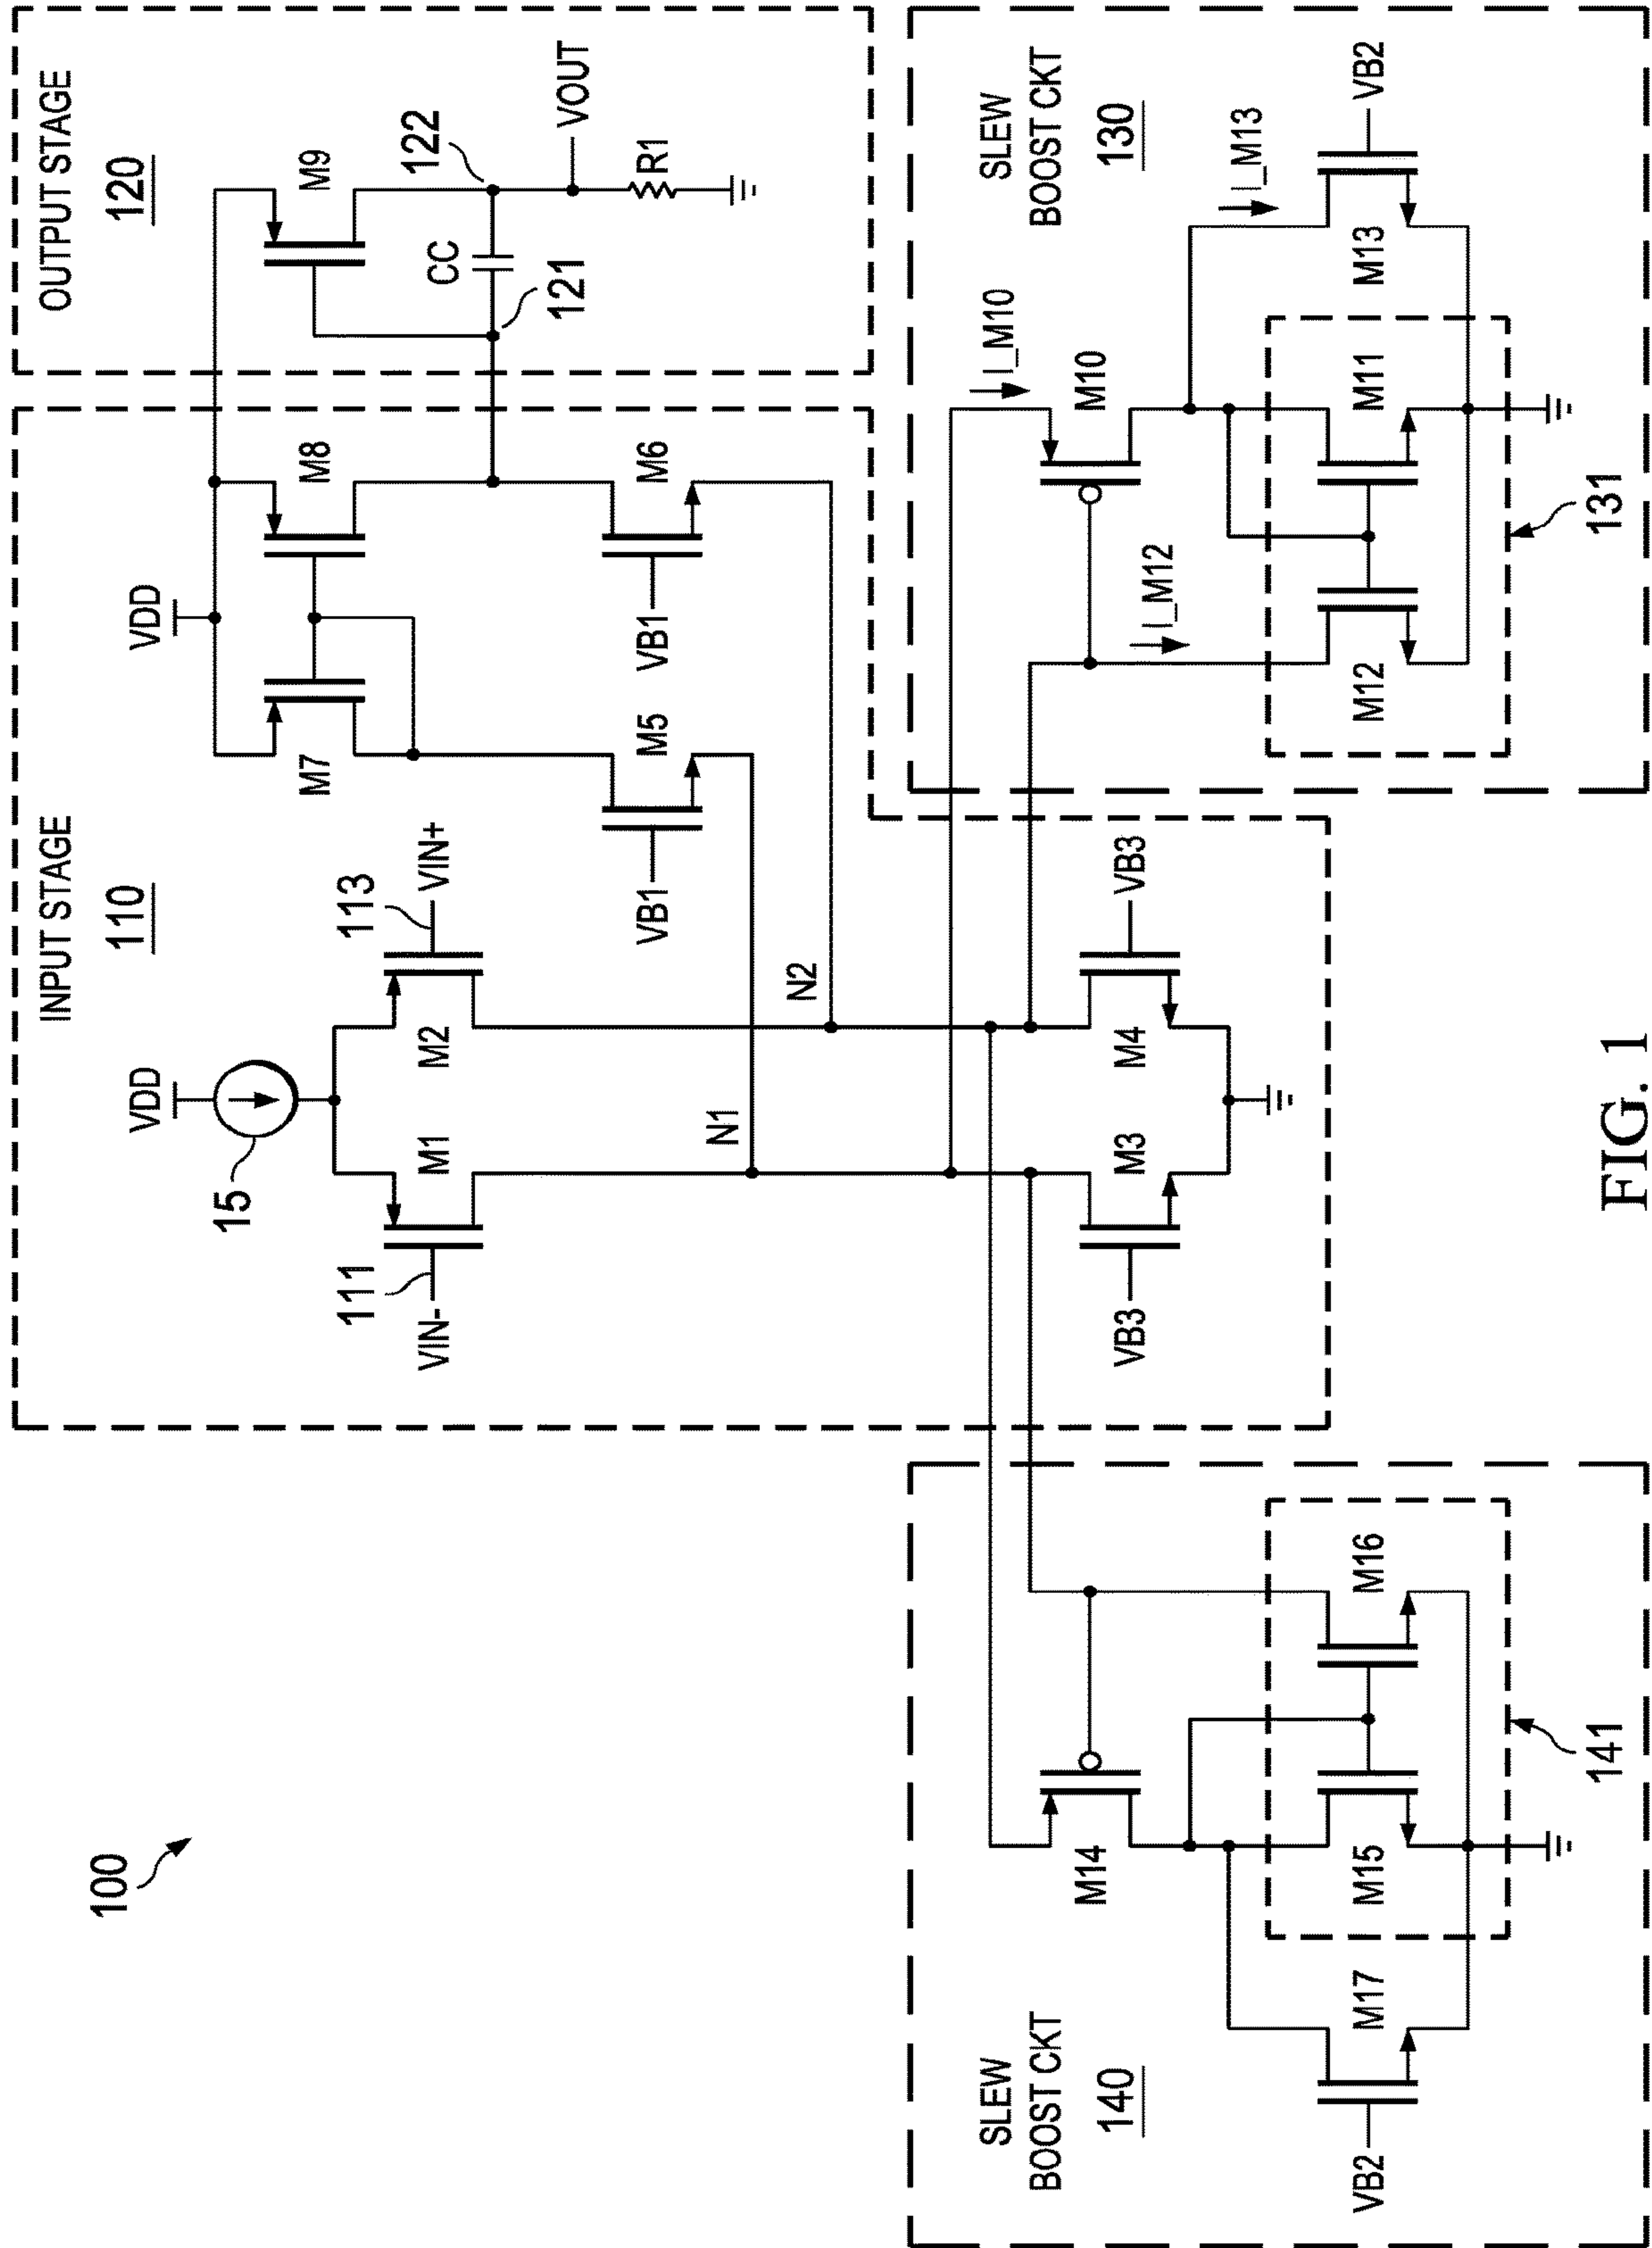 100
INPUT STAGE
110
VDD
15
111
VIN-
M1
M2
113
VIN+
N1
N2
VB3
M3
M4
VB3
VDD
M7
M8
VB1
M5
VB1
M6
OUTPUT STAGE
120
M9
CC
121
122
VOUT
R1
SLEW
BOOST CKT
140
M14
M17
VB2
M15
M16
141
SLEW
BOOST CKT
130
I_M10
M10
I_M12
I_M13
M12
M11
M13
VB2
131
FIG. 1